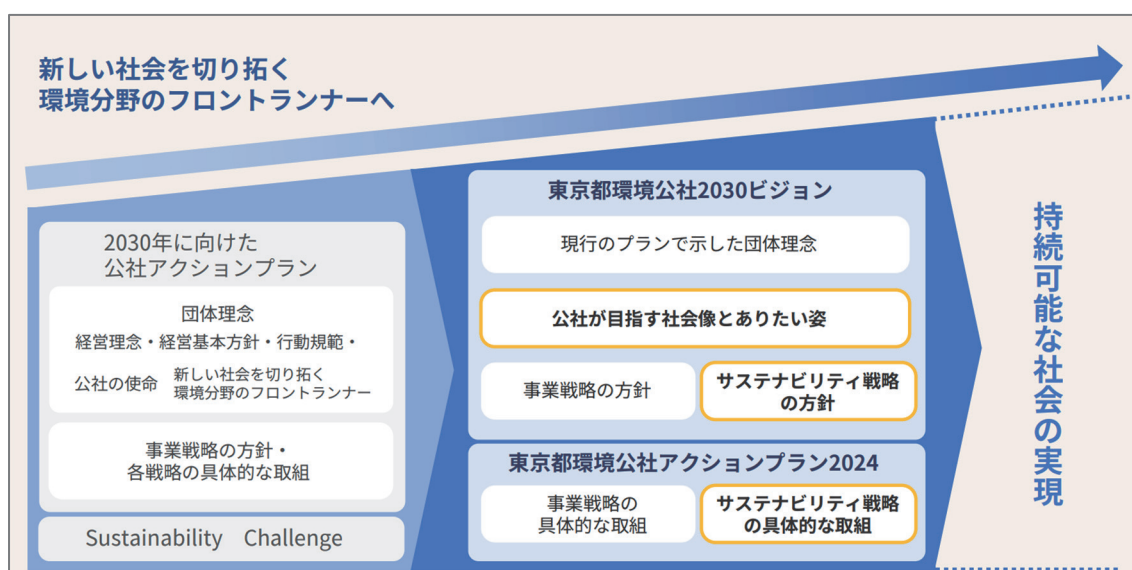 新しい社会を切り拓く
環境分野のフロントランナーへ
2030年に向けた
公社アクションプラン
団体理念
経営理念・経営基本方針・行動規範・
公社の使命
新しい社会を切り拓く
環境分野のフロントランナー
事業戦略の方針・
各戦略の具体的な取組
Sustainability Challenge
東京都環境公社2030ビジョン
現行のプランで示した団体理念
公社が目指す社会像とありたい姿
事業戦略の方針
サステナビリティ戦略
の方針
東京都環境公社アクションプラン2024
事業戦略の
具体的な取組
サステナビリティ戦略
の具体的な取組
持続可能な社会の実現